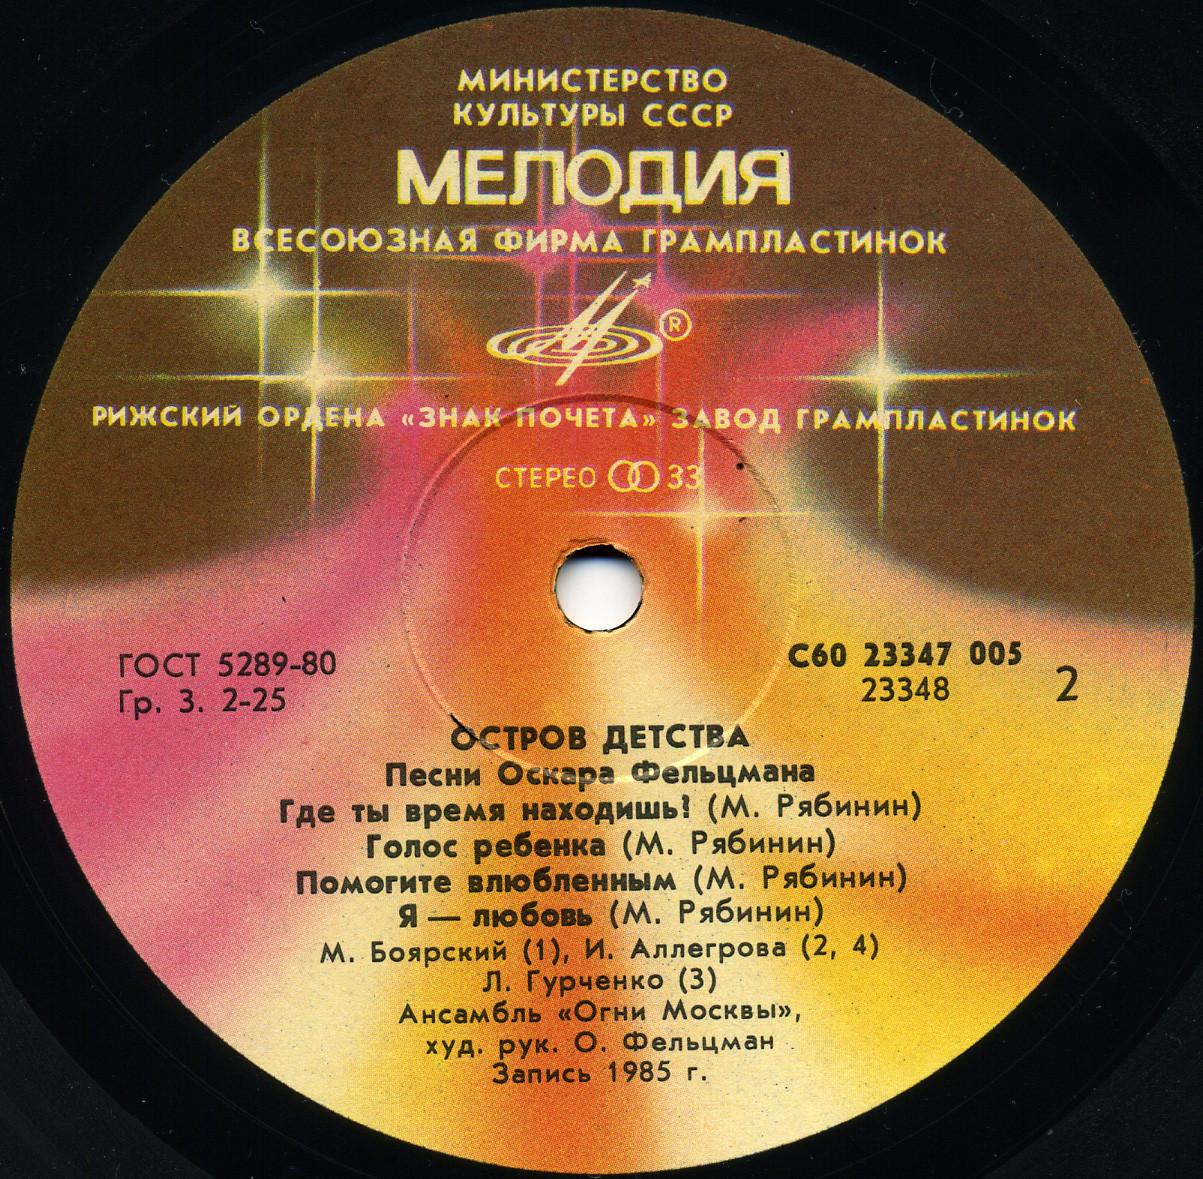 МИНИСТЕРСТВО
КУЛЬТУРЫ СССР
МЕЛОДИЯ
ВСЕСОЮЗНАЯ ФИРМА ГРАМПЛАСТИНОК
®
РИЖСКИЙ ОРДЕНА «ЗНАК ПОЧЕТА» ЗАВОД ГРАМПЛАСТИНОК
СТЕРЕО 33
ГОСТ 5289-80
Гр. 3. 2-25
С60 23347 005
23348
2
ОСТРОВ ДЕТСТВА
Песни Оскара Фельцмана
Где ты время находишь? (М. Рябинин)
Голос ребенка (М. Рябинин)
Помогите влюбленным (М. Рябинин)
Я — любовь (М. Рябинин)
М. Боярский (1), И. Аллегрова (2, 4)
Л. Гурченко (3)
Ансамбль «Огни Москвы»,
худ. рук. О. Фельцман
Запись 1985 г.